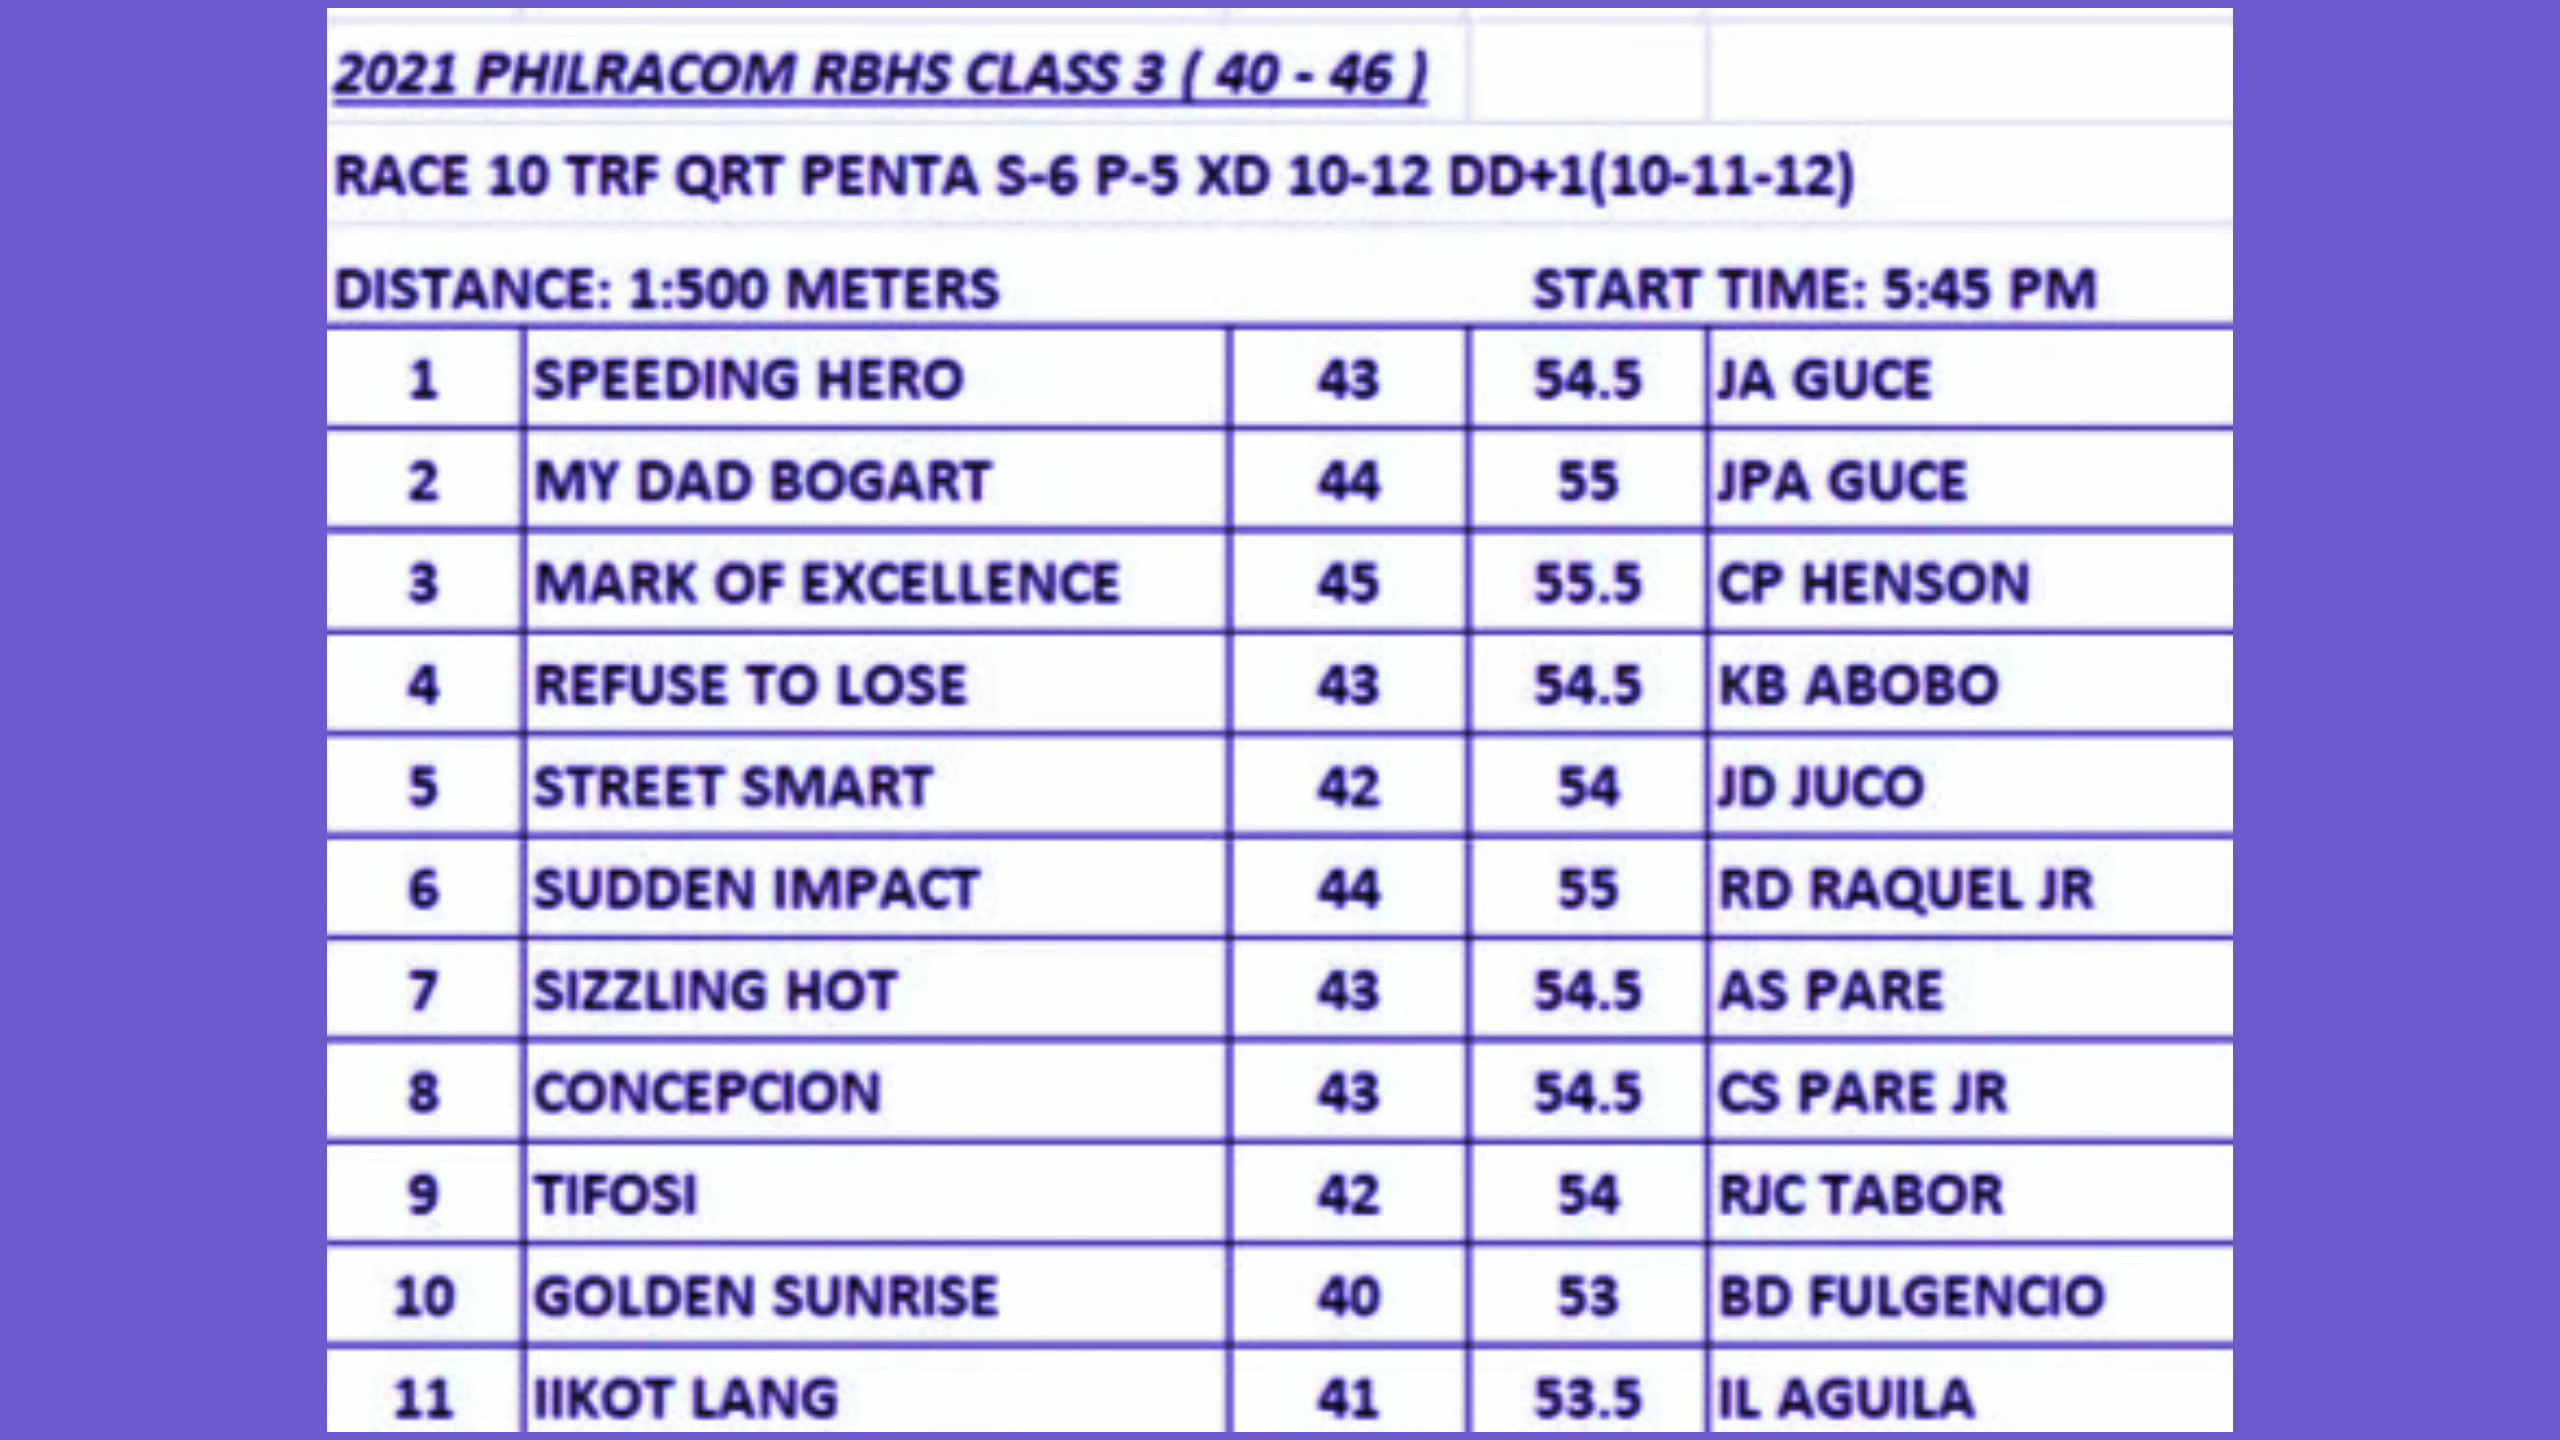 2021 PHILRACOM RBHS CLASS 3 ( 40 - 46 )
RACE 10 TRF QRT PENTA S-6 P-5 XD 10-12 DD+1(10-11-12)
DISTANCE: 1:500 METERS START TIME: 5:45 PM
1 SPEEDING HERO 43 54.5 JA GUCE
2 MY DAD BOGART 44 55 JPA GUCE
3 MARK OF EXCELLENCE 45 55.5 CP HENSON
4 REFUSE TO LOSE 43 54.5 KB ABOBO
5 STREET SMART 42 54 JD JUCO
6 SUDDEN IMPACT 44 55 RD RAQUEL JR
7 SIZZLING HOT 43 54.5 AS PARE
8 CONCEPCION 43 54.5 CS PARE JR
9 TIFOSI 42 54 RJC TABOR
10 GOLDEN SUNRISE 40 53 BD FULGENCIO
11 IIKOT LANG 41 53.5 IL AGUILA